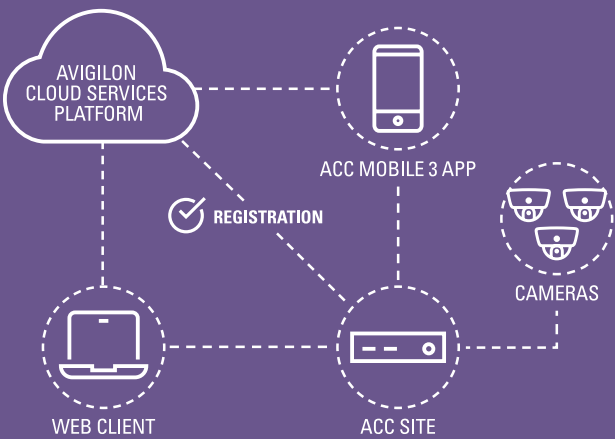 AVIGILON
CLOUD SERVICES
PLATFORM
ACC MOBILE 3 APP
REGISTRATION
CAMERAS
WEB CLIENT
ACC SITE